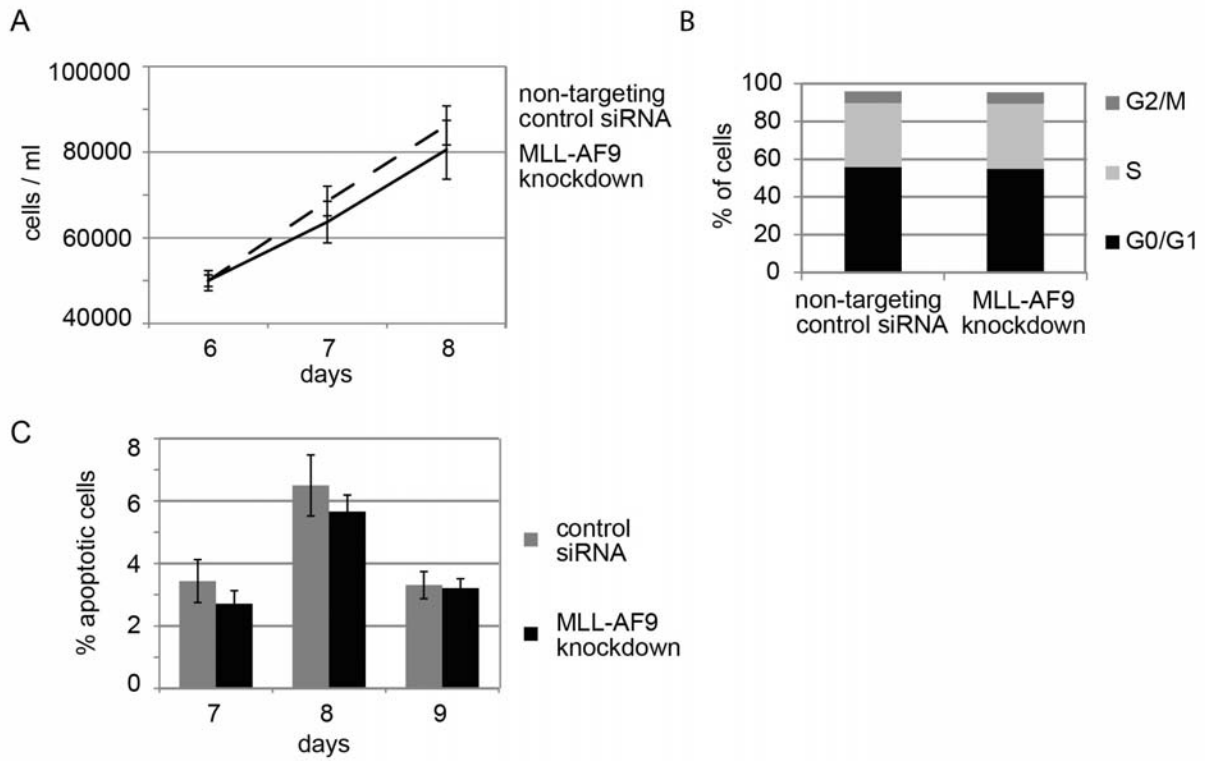 A
100000
80000
60000
40000
cells / ml
6 7 8
days
non-targeting
control siRNA
MLL-AF9
knockdown
B
100
80
60
40
20
0
% of cells
non-targeting
control siRNA
MLL-AF9
knockdown
G2/M
S
G0/G1
C
8
6
4
2
0
% apoptotic cells
7 8 9
days
control
siRNA
MLL-AF9
knockdown